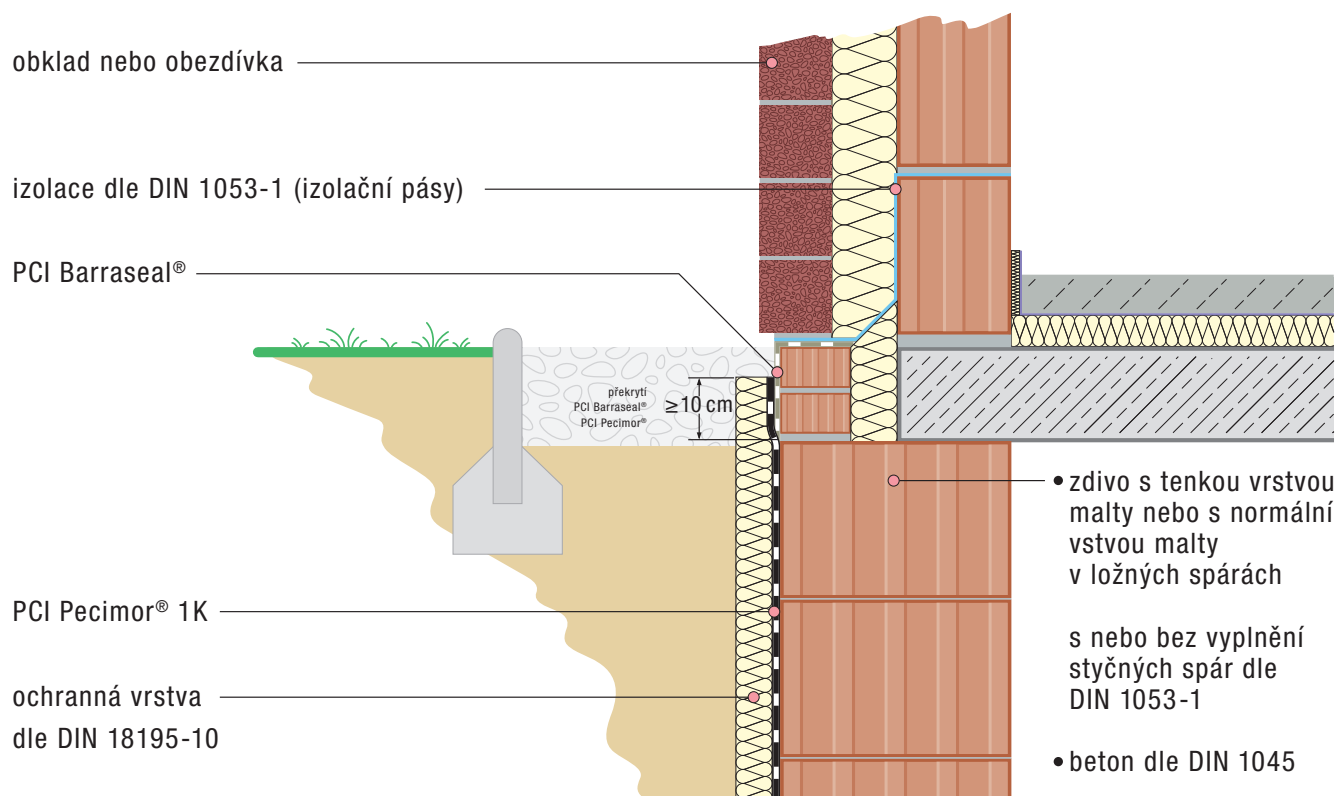 obklad nebo obezdívka
izolace dle DIN 1053-1 (izolační pásy)
PCI Barraseal®
překrytí
PCI Barraseal®
PCI Pecimor®
≥10 cm
PCI Pecimor® 1K
ochranná vrstva
dle DIN 18195-10
• zdivo s tenkou vrstvou
malty nebo s normální
vstvou malty
v ložných spárách
s nebo bez vyplnění
styčných spár dle
DIN 1053-1
• beton dle DIN 1045